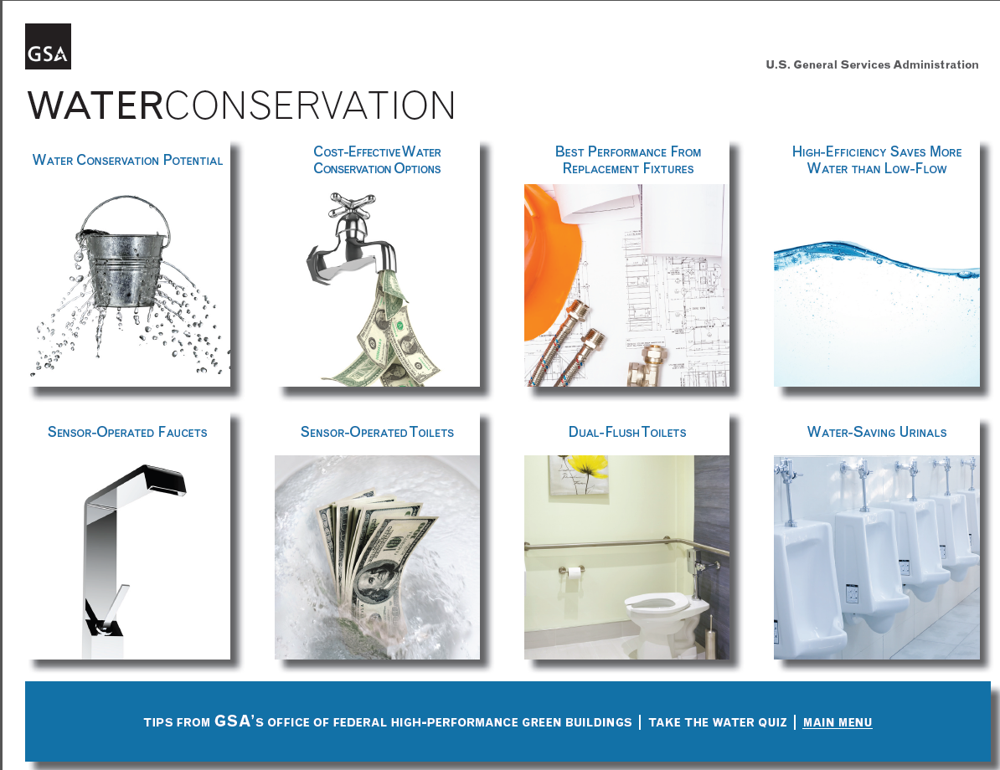 GSA
U.S. General Services Administration
WATERCONSERVATION
WATER CONSERVATION POTENTIAL
COST-EFFECTIVE WATER
CONSERVATION OPTIONS
BEST PERFORMANCE FROM
REPLACEMENT FIXTURES
HIGH-EFFICIENCY SAVES MORE
WATER THAN LOW-FLOW
SENSOR-OPERATED FAUCETS
SENSOR-OPERATED TOILETS
DUAL-FLUSH TOILETS
WATER-SAVING URINALS
100
TIPS FROM GSA'S OFFICE OF FEDERAL HIGH-PERFORMANCE GREEN BUILDINGS | TAKE THE WATER QUIZ | MAIN MENU